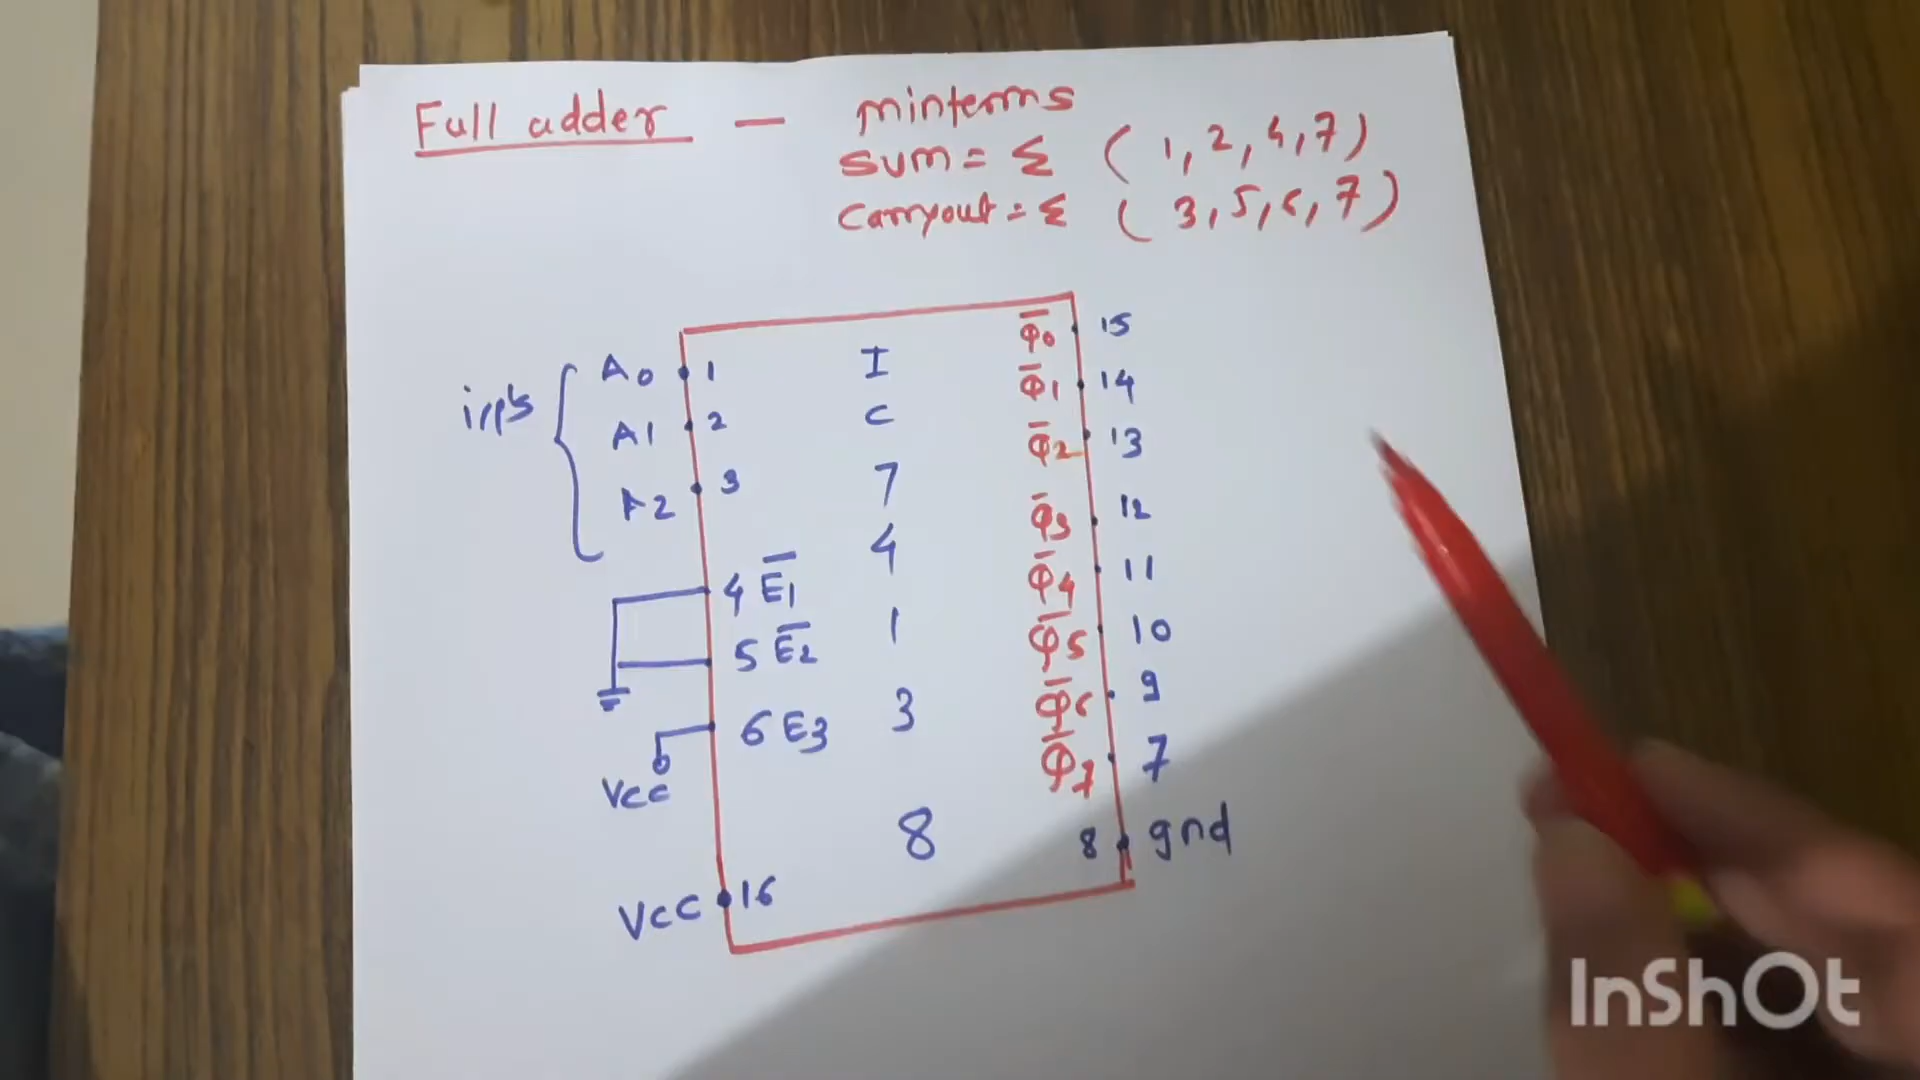 Full adder — minterms
sum = Σ (1, 2, 4, 7)
Carryout = Σ (3, 5, 6, 7)
i/p's
A0 1
A1 2
A2 3
4 E̅1
5 E̅2
6 E3
Vcc
Vcc 16
I
C
7
4
1
3
8
Φ̅0 15
Φ̅1 14
Φ̅2 13
Φ̅3 12
Φ̅4 11
Φ̅5 10
Φ̅6 9
Φ̅7 7
8 gnd
InShOt